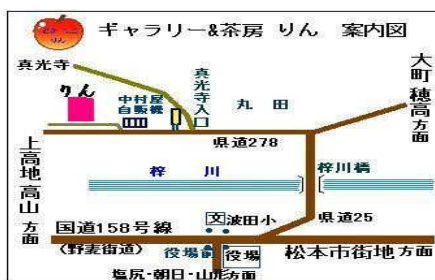 ギャラリー&茶房 りん 案内図
りん
真光寺
りん
中村屋
自販機
真光寺入口
丸田
大町 穂高 方面
県道278
上高地・高山 方面
梓川
梓川橋
国道158号線
(野麦街道)
文 波田小
県道25
役場前
役場
松本市街地方面
塩尻・朝日・山形方面